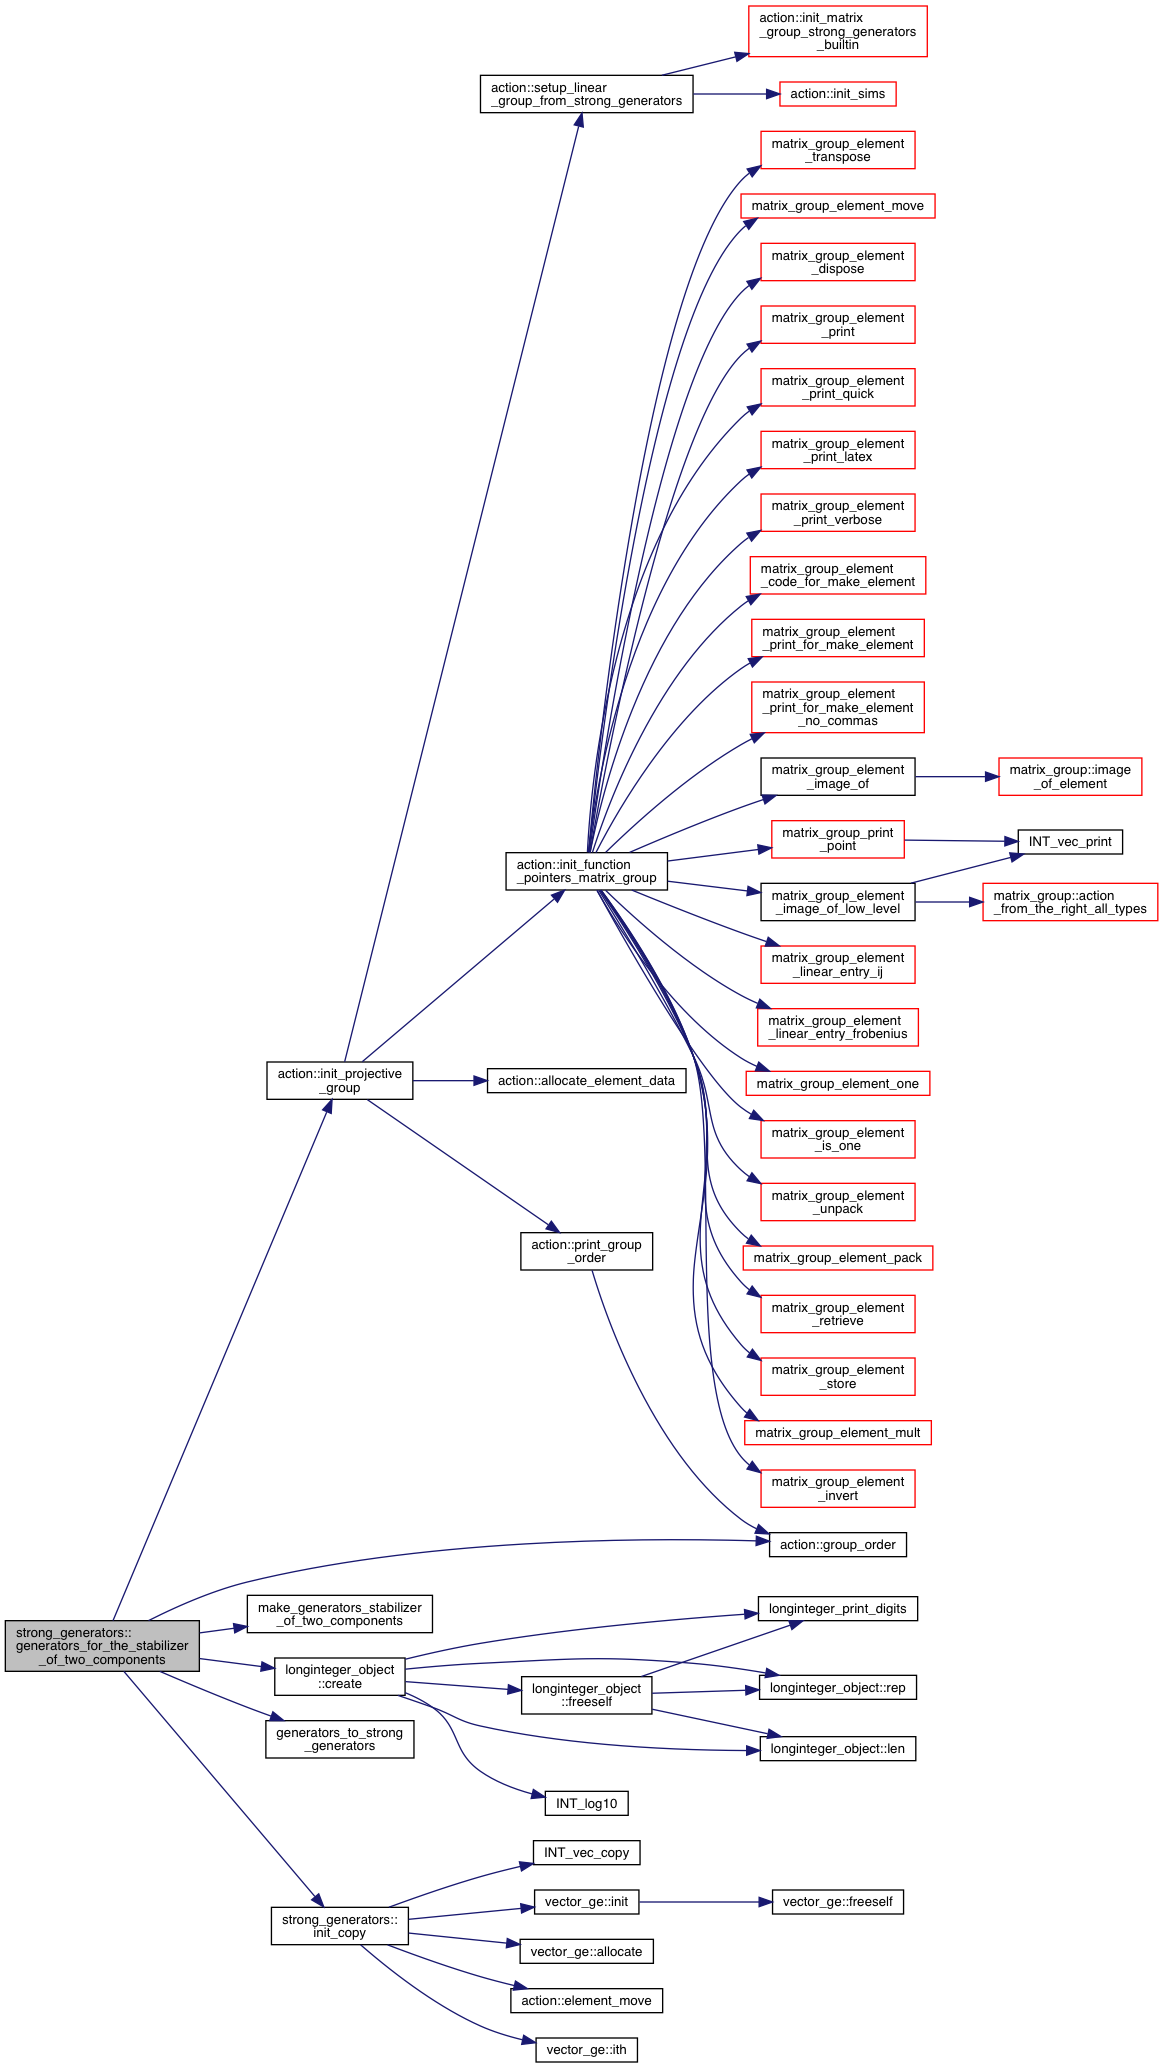 action::init_matrix
_group_strong_generators
_builtin
action::setup_linear
_group_from_strong_generators
action::init_sims
matrix_group_element
_transpose
matrix_group_element_move
matrix_group_element
_dispose
matrix_group_element
_print
matrix_group_element
_print_quick
matrix_group_element
_print_latex
matrix_group_element
_print_verbose
matrix_group_element
_code_for_make_element
matrix_group_element
_print_for_make_element
matrix_group_element
_print_for_make_element
_no_commas
matrix_group_element
_image_of
matrix_group::image
_of_element
matrix_group_print
_point
INT_vec_print
action::init_function
_pointers_matrix_group
matrix_group_element
_image_of_low_level
matrix_group::action
_from_the_right_all_types
matrix_group_element
_linear_entry_ij
matrix_group_element
_linear_entry_frobenius
action::init_projective
_group
action::allocate_element_data
matrix_group_element_one
matrix_group_element
_is_one
matrix_group_element
_unpack
action::print_group
_order
matrix_group_element_pack
matrix_group_element
_retrieve
matrix_group_element
_store
matrix_group_element_mult
matrix_group_element
_invert
action::group_order
strong_generators::
generators_for_the_stabilizer
_of_two_components
make_generators_stabilizer
_of_two_components
longinteger_print_digits
longinteger_object
::create
longinteger_object
::freeself
longinteger_object::rep
generators_to_strong
_generators
longinteger_object::len
INT_log10
INT_vec_copy
strong_generators::
init_copy
vector_ge::init
vector_ge::freeself
vector_ge::allocate
action::element_move
vector_ge::ith